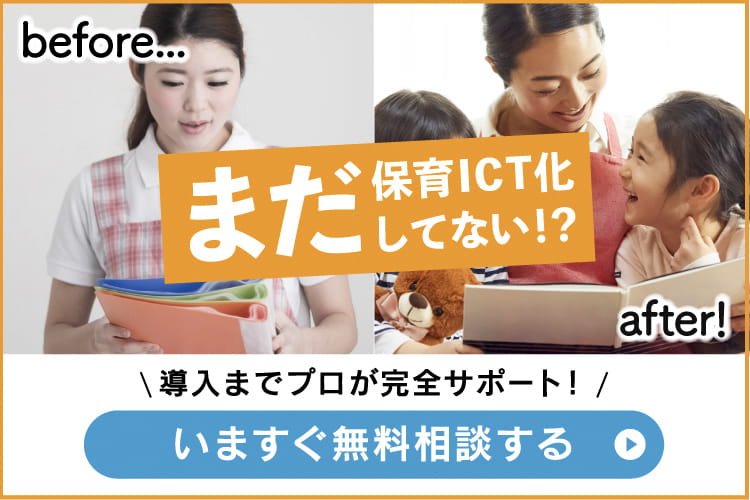 before...
まだ
保育ICT化
してない!?
after!
\ 導入までプロが完全サポート! /
いますぐ無料相談する